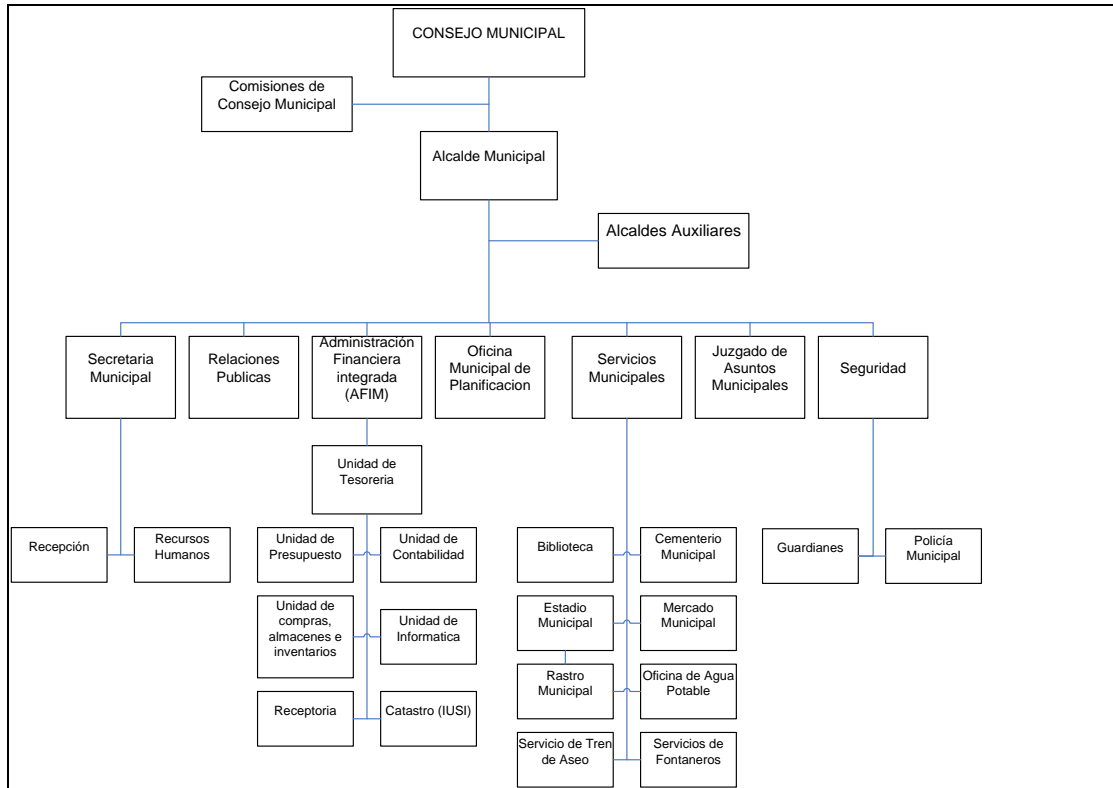 CONSEJO MUNICIPAL
Comisiones de
Consejo Municipal
Alcalde Municipal
Alcaldes Auxiliares
Secretaria
Municipal
Relaciones
Publicas
Administración
Financiera
integrada
(AFIM)
Oficina
Municipal de
Planificacion
Servicios
Municipales
Juzgado de
Asuntos
Municipales
Seguridad
Unidad de
Tesoreria
Recepción
Recursos
Humanos
Unidad de
Presupuesto
Unidad de
Contabilidad
Biblioteca
Cementerio
Municipal
Guardianes
Policía
Municipal
Unidad de
compras,
almacenes e
inventarios
Unidad de
Informatica
Estadio
Municipal
Mercado
Municipal
Rastro
Municipal
Oficina de Agua
Potable
Receptoria
Catastro (IUSI)
Servicio de Tren
de Aseo
Servicios de
Fontaneros